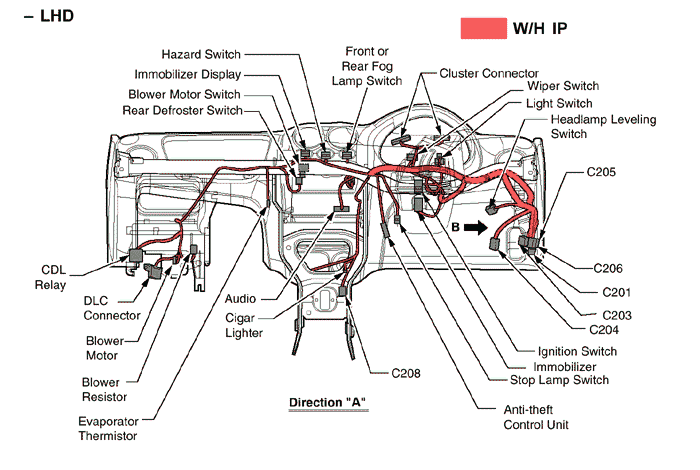 – LHD
W/H IP
Hazard Switch
Immobilizer Display
Blower Motor Switch
Rear Defroster Switch
Front or
Rear Fog
Lamp Switch
Cluster Connector
Wiper Switch
Light Switch
Headlamp Leveling
Switch
C205
B
C206
C201
C203
C204
CDL
Relay
DLC
Connector
Blower
Motor
Blower
Resistor
Evaporator
Thermistor
Audio
Cigar
Lighter
C208
Ignition Switch
Immobilizer
Stop Lamp Switch
Anti-theft
Control Unit
Direction "A"